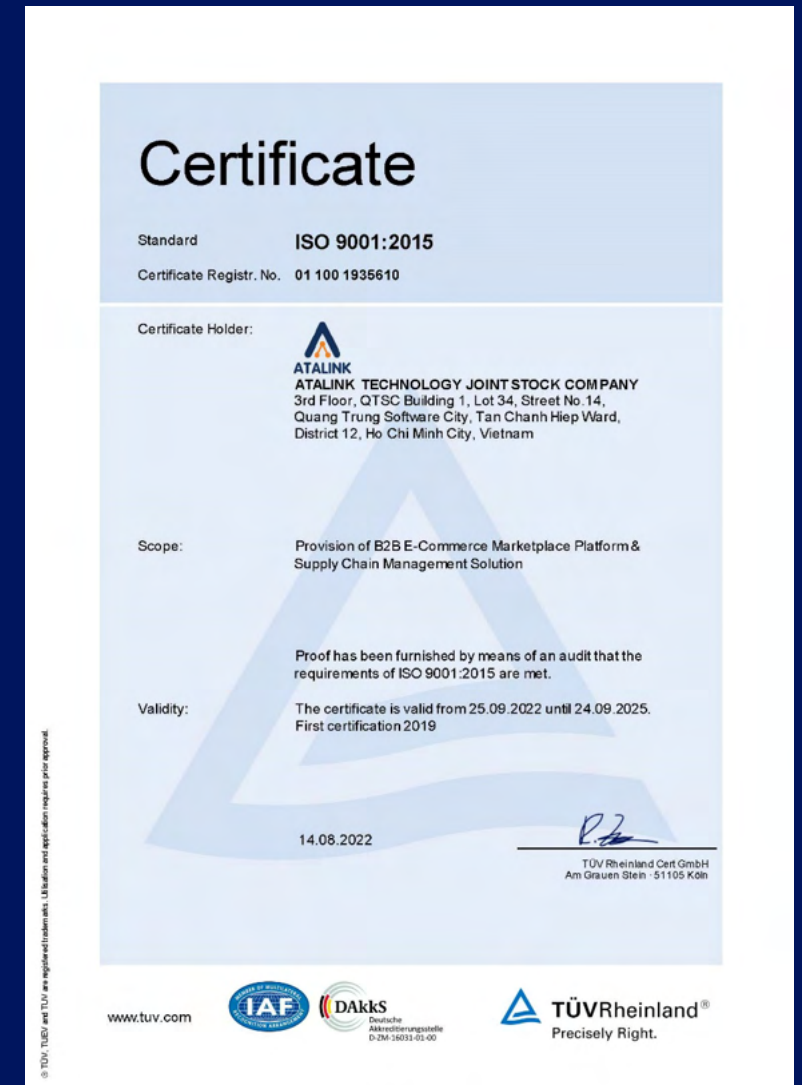 Certificate
Standard ISO 9001:2015
Certificate Registr. No. 01 100 1935610
Certificate Holder:
ATALINK
ATALINK TECHNOLOGY JOINT STOCK COMPANY
3rd Floor, QTSC Building 1, Lot 34, Street No.14,
Quang Trung Software City, Tan Chanh Hiep Ward,
District 12, Ho Chi Minh City, Vietnam
Scope: Provision of B2B E-Commerce Marketplace Platform &
Supply Chain Management Solution
Proof has been furnished by means of an audit that the
requirements of ISO 9001:2015 are met.
Validity: The certificate is valid from 25.09.2022 until 24.09.2025.
First certification 2019
14.08.2022
TÜV Rheinland Cert GmbH
Am Grauen Stein · 51105 Köln
® TÜV, TUEV and TUV are registered trademarks. Utilisation and application requires prior approval.
www.tuv.com
MEMBER OF MULTILATERAL
IAF
RECOGNITION ARRANGEMENT
DAkkS
Deutsche
Akkreditierungsstelle
D-ZM-16031-01-00
TÜVRheinland®
Precisely Right.